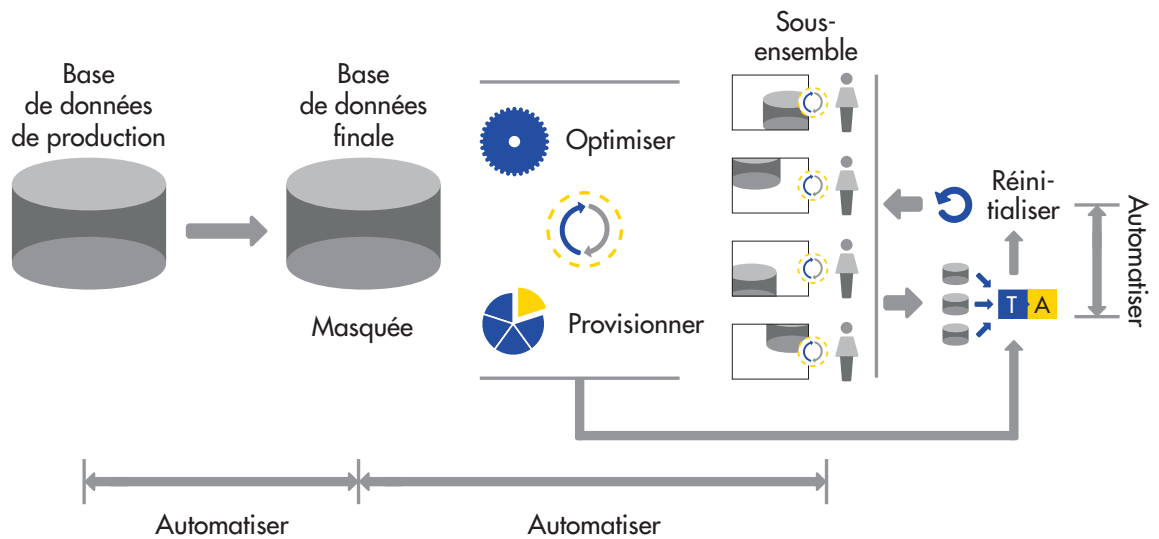 Base
de données
de production
Base
de données
finale
Masquée
Optimiser
Provisionner
Sous-
ensemble
Réini-
tialiser
T A
Automatiser
Automatiser
Automatiser